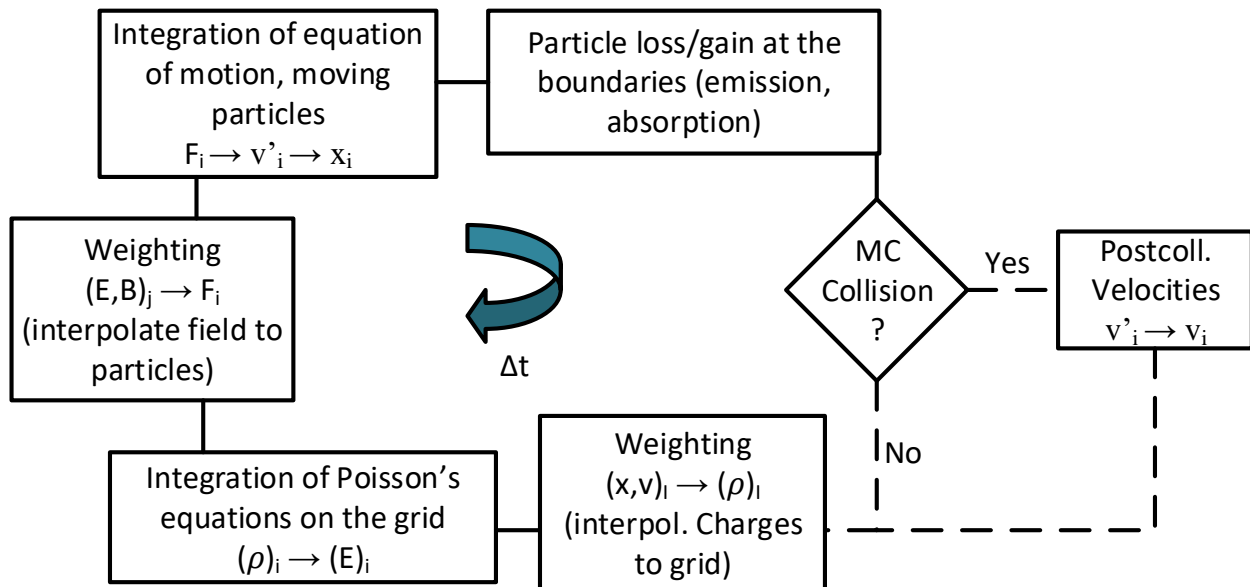 Integration of equation
of motion, moving
particles
Fᵢ → v’ᵢ → xᵢ
Particle loss/gain at the
boundaries (emission,
absorption)
MC
Collision
?
Yes
Postcoll.
Velocities
v’ᵢ → vᵢ
No
Weighting
(x,v)ₗ → (ρ)ₗ
(interpol. Charges
to grid)
Integration of Poisson’s
equations on the grid
(ρ)ᵢ → (E)ᵢ
Weighting
(E,B)ⱼ → Fᵢ
(interpolate field to
particles)
Δt